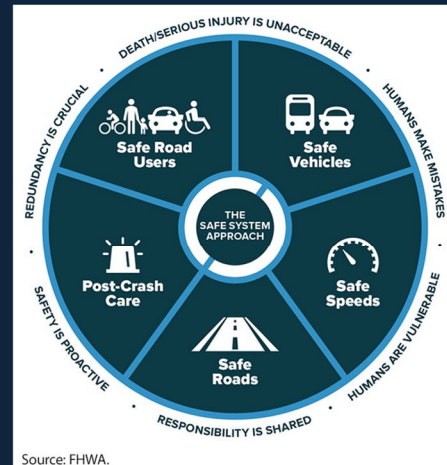 DEATH/SERIOUS INJURY IS UNACCEPTABLE
HUMANS MAKE MISTAKES
HUMANS ARE VULNERABLE
RESPONSIBILITY IS SHARED
SAFETY IS PROACTIVE
REDUNDANCY IS CRUCIAL
Safe Road
Users
Safe
Vehicles
THE
SAFE SYSTEM
APPROACH
Post-Crash
Care
Safe
Speeds
Safe
Roads
Source: FHWA.